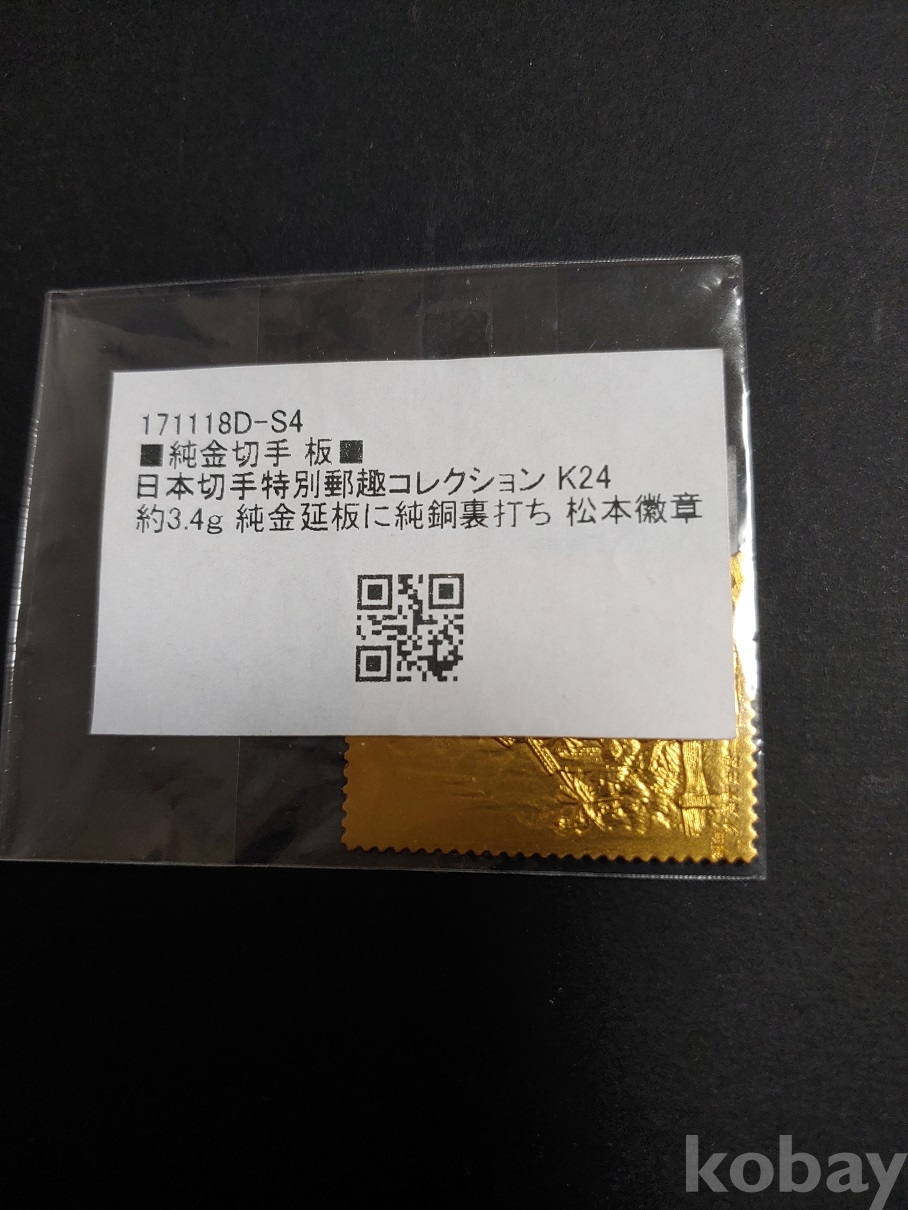 171118D-S4
■純金切手 板■
日本切手特別郵趣コレクション K24
約3.4g 純金延板に純銅裏打ち 松本徽章
kobay